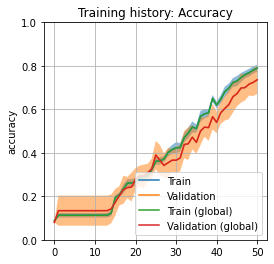 Training history: Accuracy
1.0
0.8
0.6
0.4
0.2
0.0
accuracy
Train
Validation
Train (global)
Validation (global)
0 10 20 30 40 50